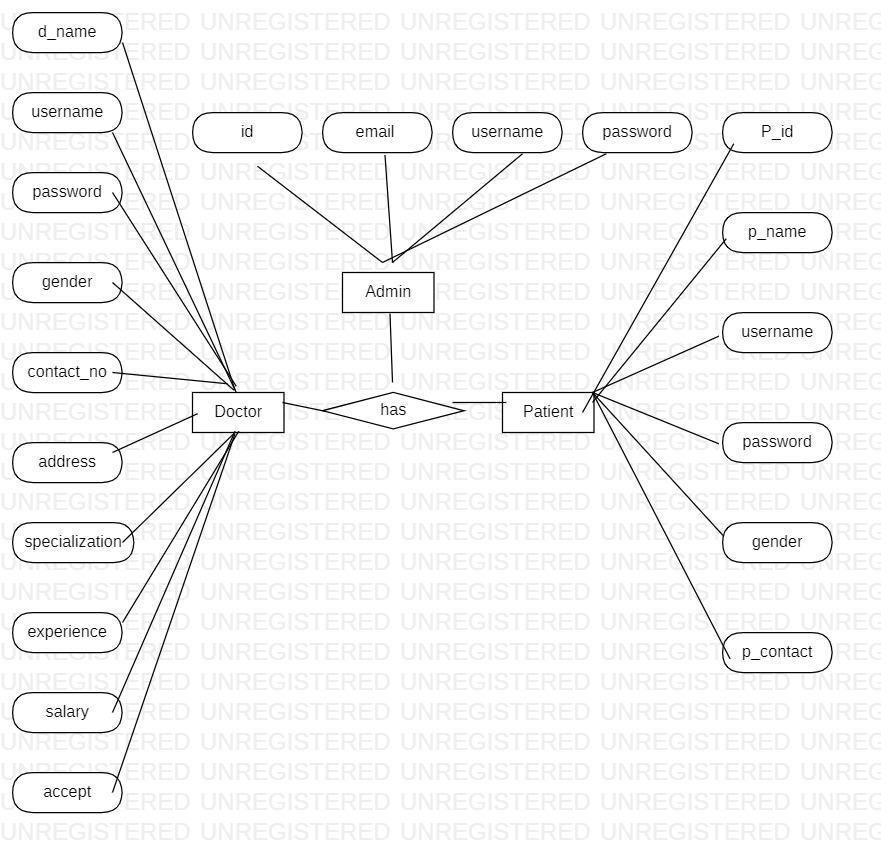 d_name
username
password
gender
contact_no
address
specialization
experience
salary
accept
id
email
username
password
Admin
Doctor
has
Patient
P_id
p_name
username
password
gender
p_contact
UNREGISTERED